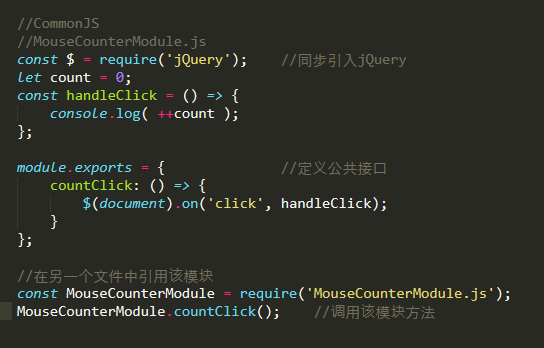 //CommonJS
//MouseCounterModule.js
const $ = require('jQuery');    //同步引入jQuery
let count = 0;
const handleClick = () => {
    console.log( ++count );
};
module.exports = {              //定义公共接口
    countClick: () => {
        $(document).on('click', handleClick);
    }
};
//在另一个文件中引用该模块
const MouseCounterModule = require('MouseCounterModule.js');
MouseCounterModule.countClick();    //调用该模块方法